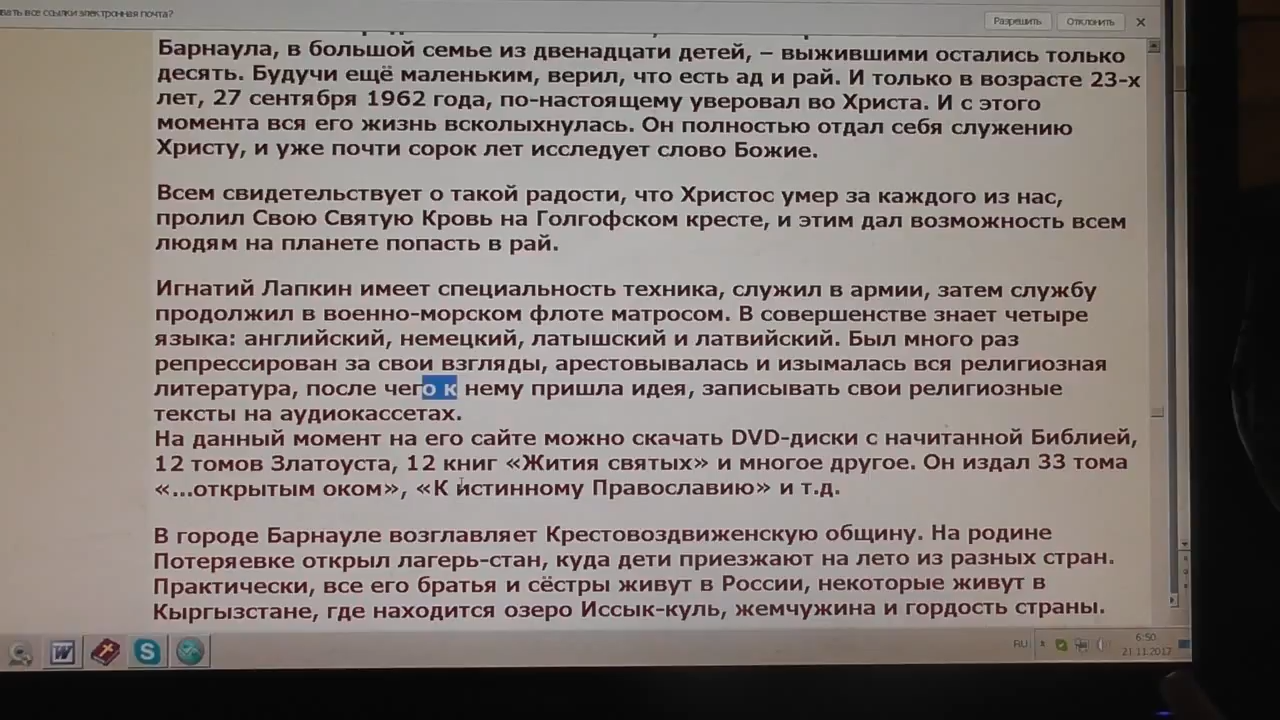 вать все ссылки электронная почта?
Разрешить
Отклонить
Барнаула, в большой семье из двенадцати детей, – выжившими остались только
десять. Будучи ещё маленьким, верил, что есть ад и рай. И только в возрасте 23-х
лет, 27 сентября 1962 года, по-настоящему уверовал во Христа. И с этого
момента вся его жизнь всколыхнулась. Он полностью отдал себя служению
Христу, и уже почти сорок лет исследует слово Божие.
Всем свидетельствует о такой радости, что Христос умер за каждого из нас,
пролил Свою Святую Кровь на Голгофском кресте, и этим дал возможность всем
людям на планете попасть в рай.
Игнатий Лапкин имеет специальность техника, служил в армии, затем службу
продолжил в военно-морском флоте матросом. В совершенстве знает четыре
языка: английский, немецкий, латышский и латвийский. Был много раз
репрессирован за свои взгляды, арестовывалась и изымалась вся религиозная
литература, после чего к нему пришла идея, записывать свои религиозные
тексты на аудиокассетах.
На данный момент на его сайте можно скачать DVD-диски с начитанной Библией,
12 томов Златоуста, 12 книг «Жития святых» и многое другое. Он издал 33 тома
«...открытым оком», «К истинному Православию» и т.д.
В городе Барнауле возглавляет Крестовоздвиженскую общину. На родине
Потеряевке открыл лагерь-стан, куда дети приезжают на лето из разных стран.
Практически, все его братья и сёстры живут в России, некоторые живут в
Кыргызстане, где находится озеро Иссык-куль, жемчужина и гордость страны.
RU
6:50
21.11.2017